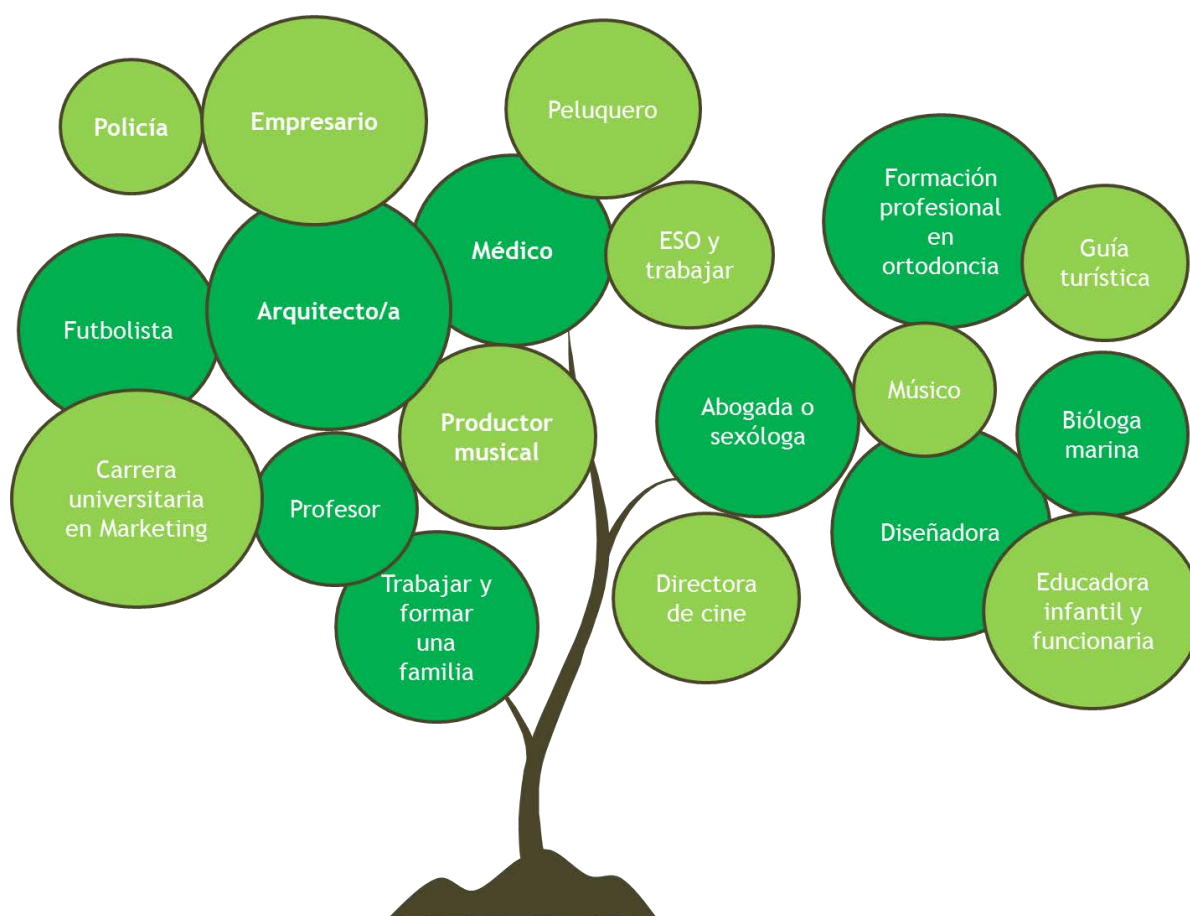 Policía
Empresario
Peluquero
Médico
ESO y
trabajar
Formación
profesional
en
ortodoncia
Guía
turística
Futbolista
Arquitecto/a
Productor
musical
Abogada o
sexóloga
Músico
Bióloga
marina
Carrera
universitaria
en Marketing
Profesor
Trabajar y
formar
una
familia
Directora
de cine
Diseñadora
Educadora
infantil y
funcionaria